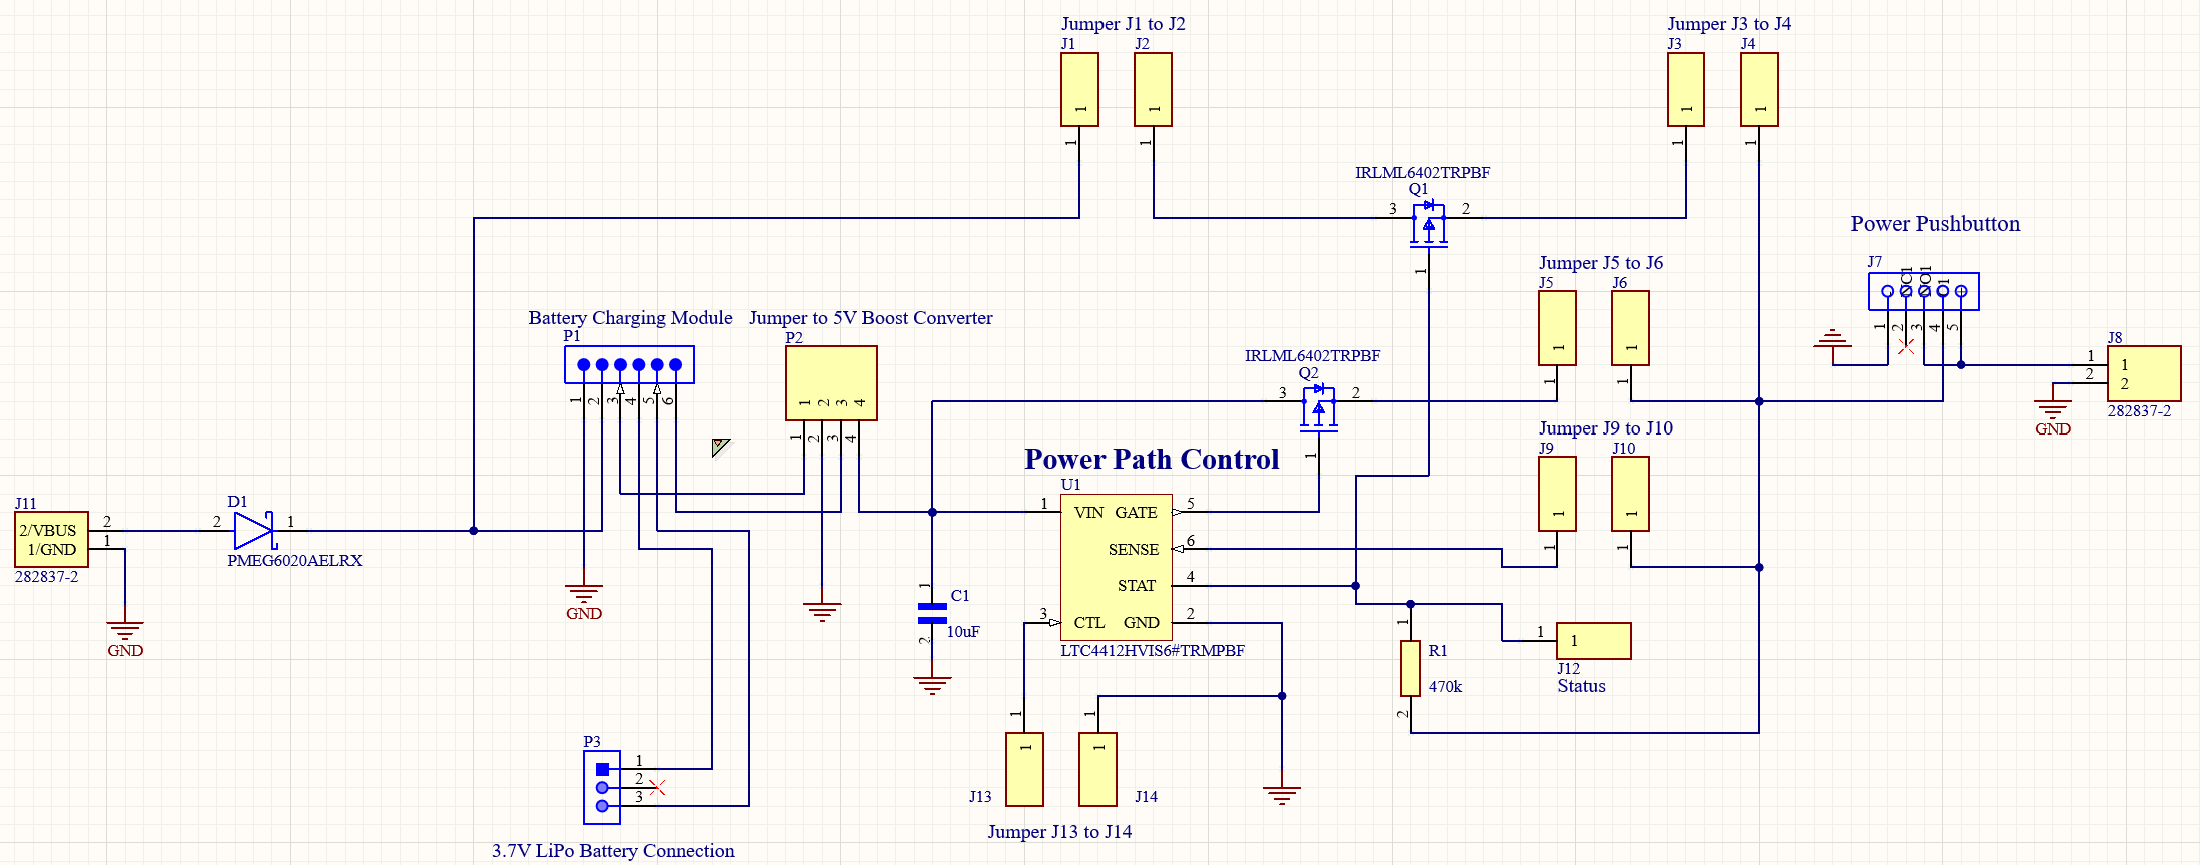 Jumper J1 to J2
J1 J2
1 1
1 1
Jumper J3 to J4
J3 J4
1 1
1 1
IRLML6402TRPBF
Q1
3 2
1
Power Pushbutton
J7
NC1 NO1 C1 +
1 2 3 4 5
J8
1 1
2 2
282837-2
GND
Jumper J5 to J6
J5 J6
1 1
1 1
Battery Charging Module
P1
1 2 3 4 5 6
Jumper to 5V Boost Converter
P2
1 2 3 4
1 2 3 4
IRLML6402TRPBF
Q2
3 2
1
Jumper J9 to J10
J9 J10
1 1
1 1
Power Path Control
U1
1 VIN GATE 5
SENSE 6
STAT 4
3 CTL GND 2
LTC4412HVIS6#TRMPBF
J11
2/VBUS 2
1/GND 1
282837-2
GND
D1
2 1
PMEG6020AELRX
GND
1
C1
10uF
2
1
R1
470k
2
1 1
J12
Status
P3
1
2
3
3.7V LiPo Battery Connection
1 1
1 1
J13 J14
Jumper J13 to J14